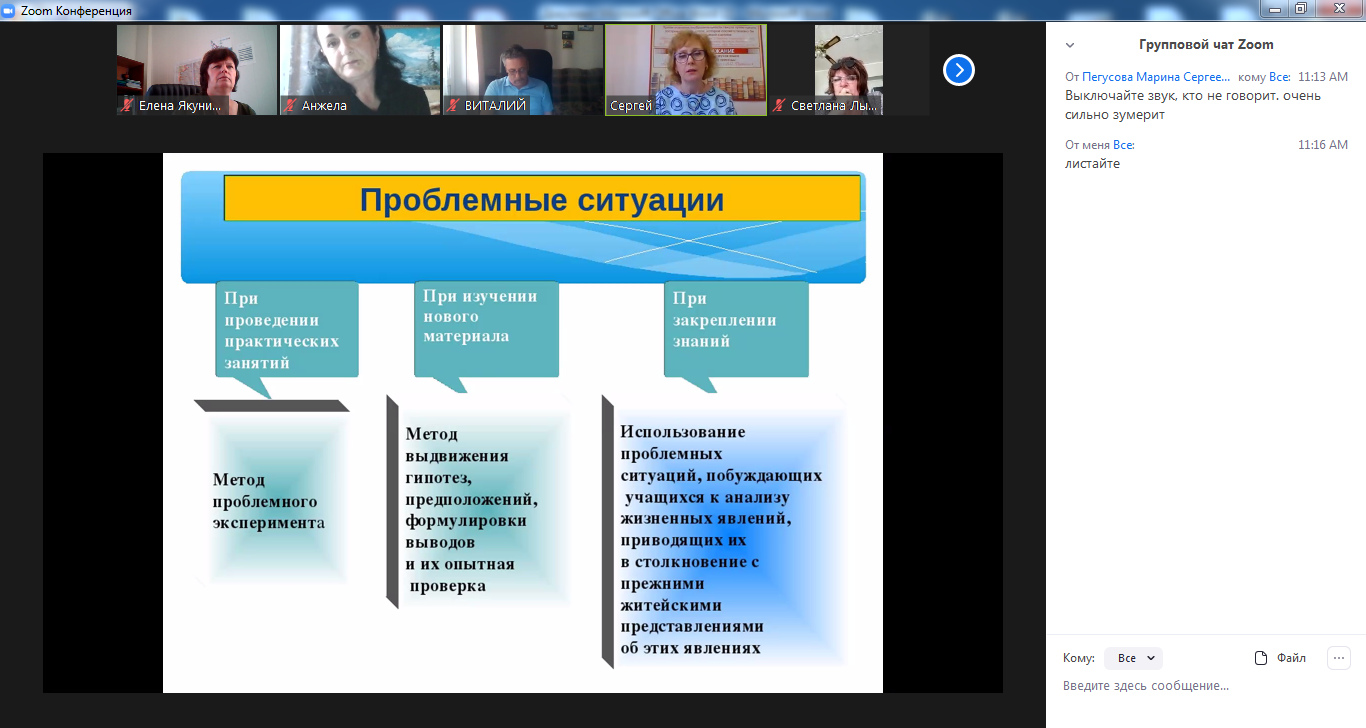 Zoom Конференция
Елена Якуни...
Анжела
ВИТАЛИЙ
Сергей
Светлана Лы...
Проблемные ситуации
При
проведении
практических
занятий
При изучении
нового
материала
При
закреплении
знаний
Метод
проблемного
эксперимента
Метод
выдвижения
гипотез,
предположений,
формулировки
выводов
и их опытная
проверка
Использование
проблемных
ситуаций, побуждающих
учащихся к анализу
жизненных явлений,
приводящих их
в столкновение с
прежними
житейскими
представлениями
об этих явлениях
Групповой чат Zoom
От Пегусова Марина Сергее... кому Все: 11:13 AM
Выключайте звук, кто не говорит. очень
сильно зумерит
От меня Все: 11:16 AM
листайте
Кому: Все Файл
Введите здесь сообщение...